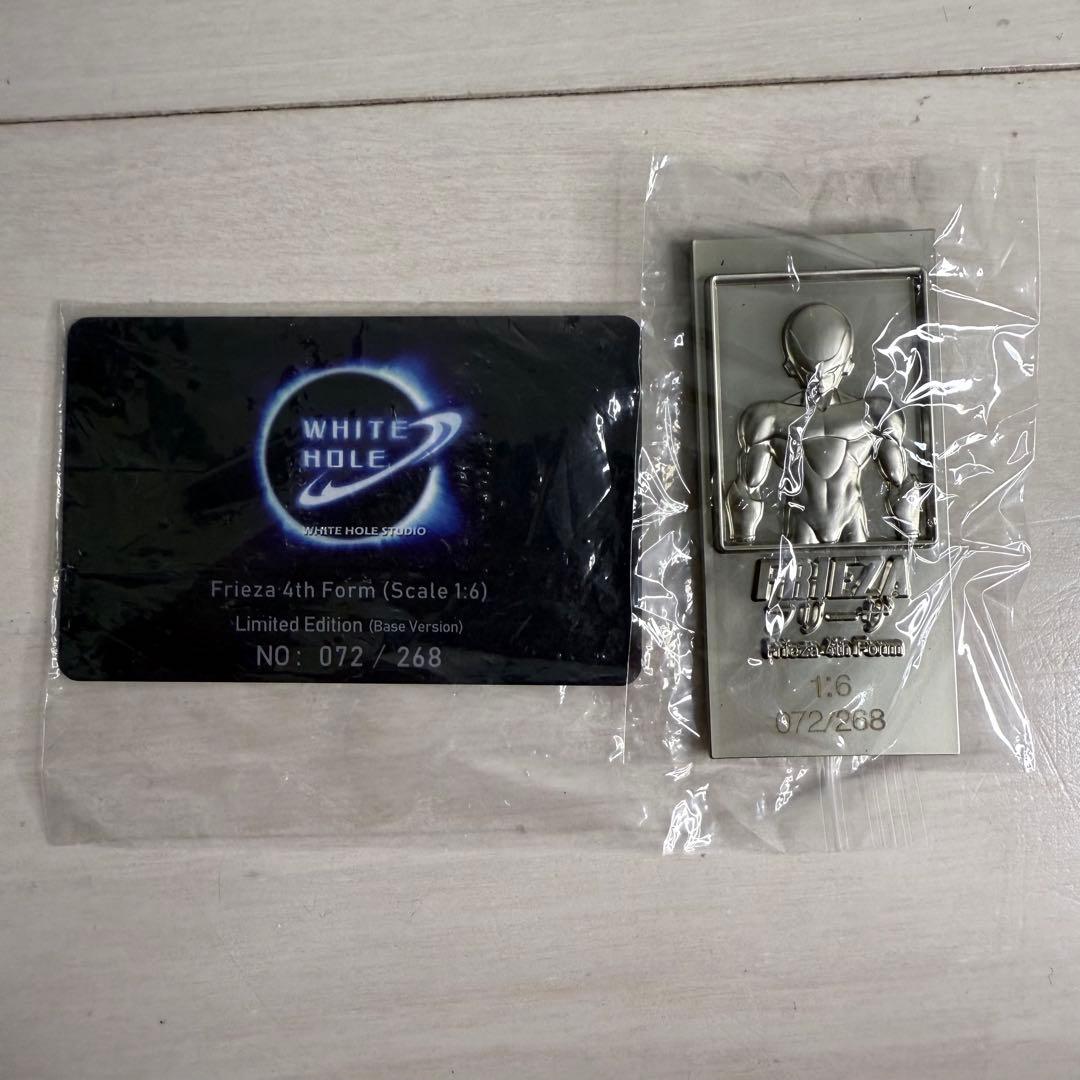 WHITE
HOLE
WHITE HOLE STUDIO
Frieza 4th Form (Scale 1:6)
Limited Edition (Base Version)
NO: 072 / 268
FRIEZA
フリーザ
Frieza 4th Form
1:6
072/268